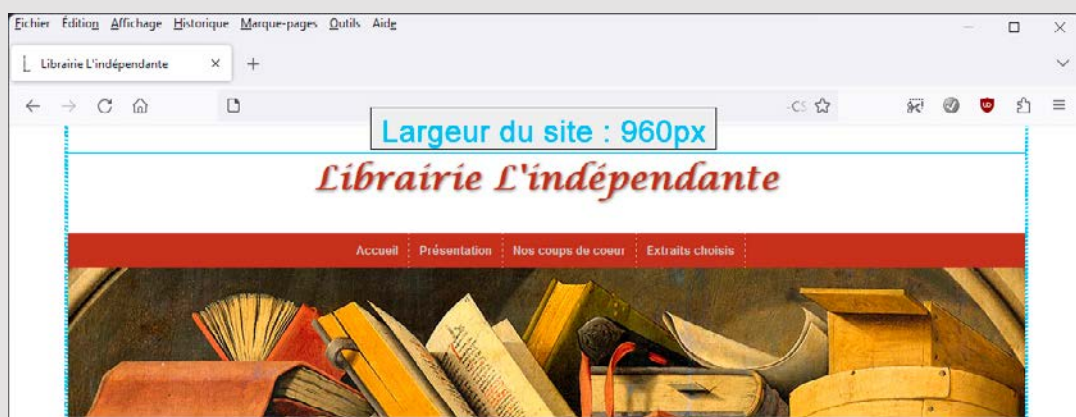 Fichier Édition Affichage Historique Marque-pages Outils Aide
Librairie L'indépendante
Largeur du site : 960px
Librairie L'indépendante
Accueil Présentation Nos coups de coeur Extraits choisis